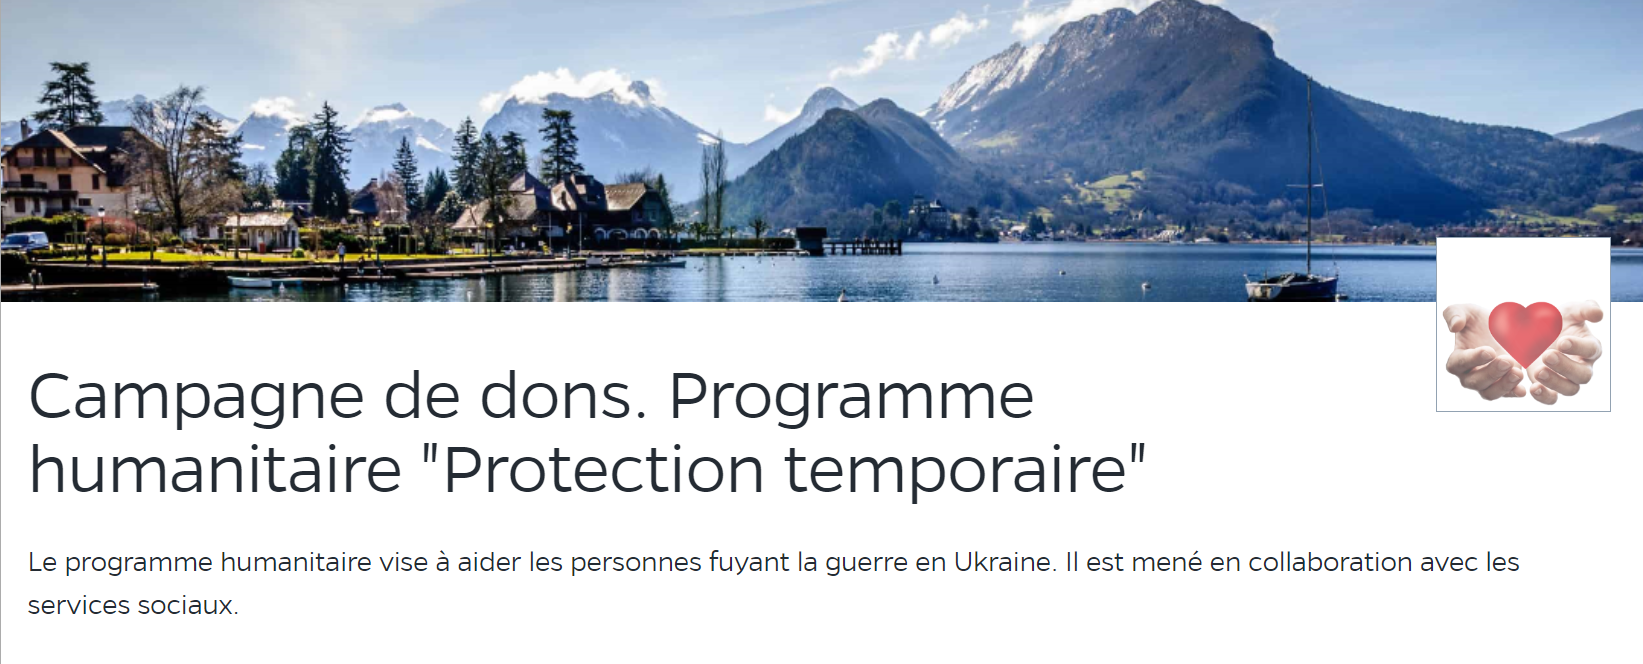 Campagne de dons. Programme
humanitaire "Protection temporaire"
Le programme humanitaire vise à aider les personnes fuyant la guerre en Ukraine. Il est mené en collaboration avec les
services sociaux.